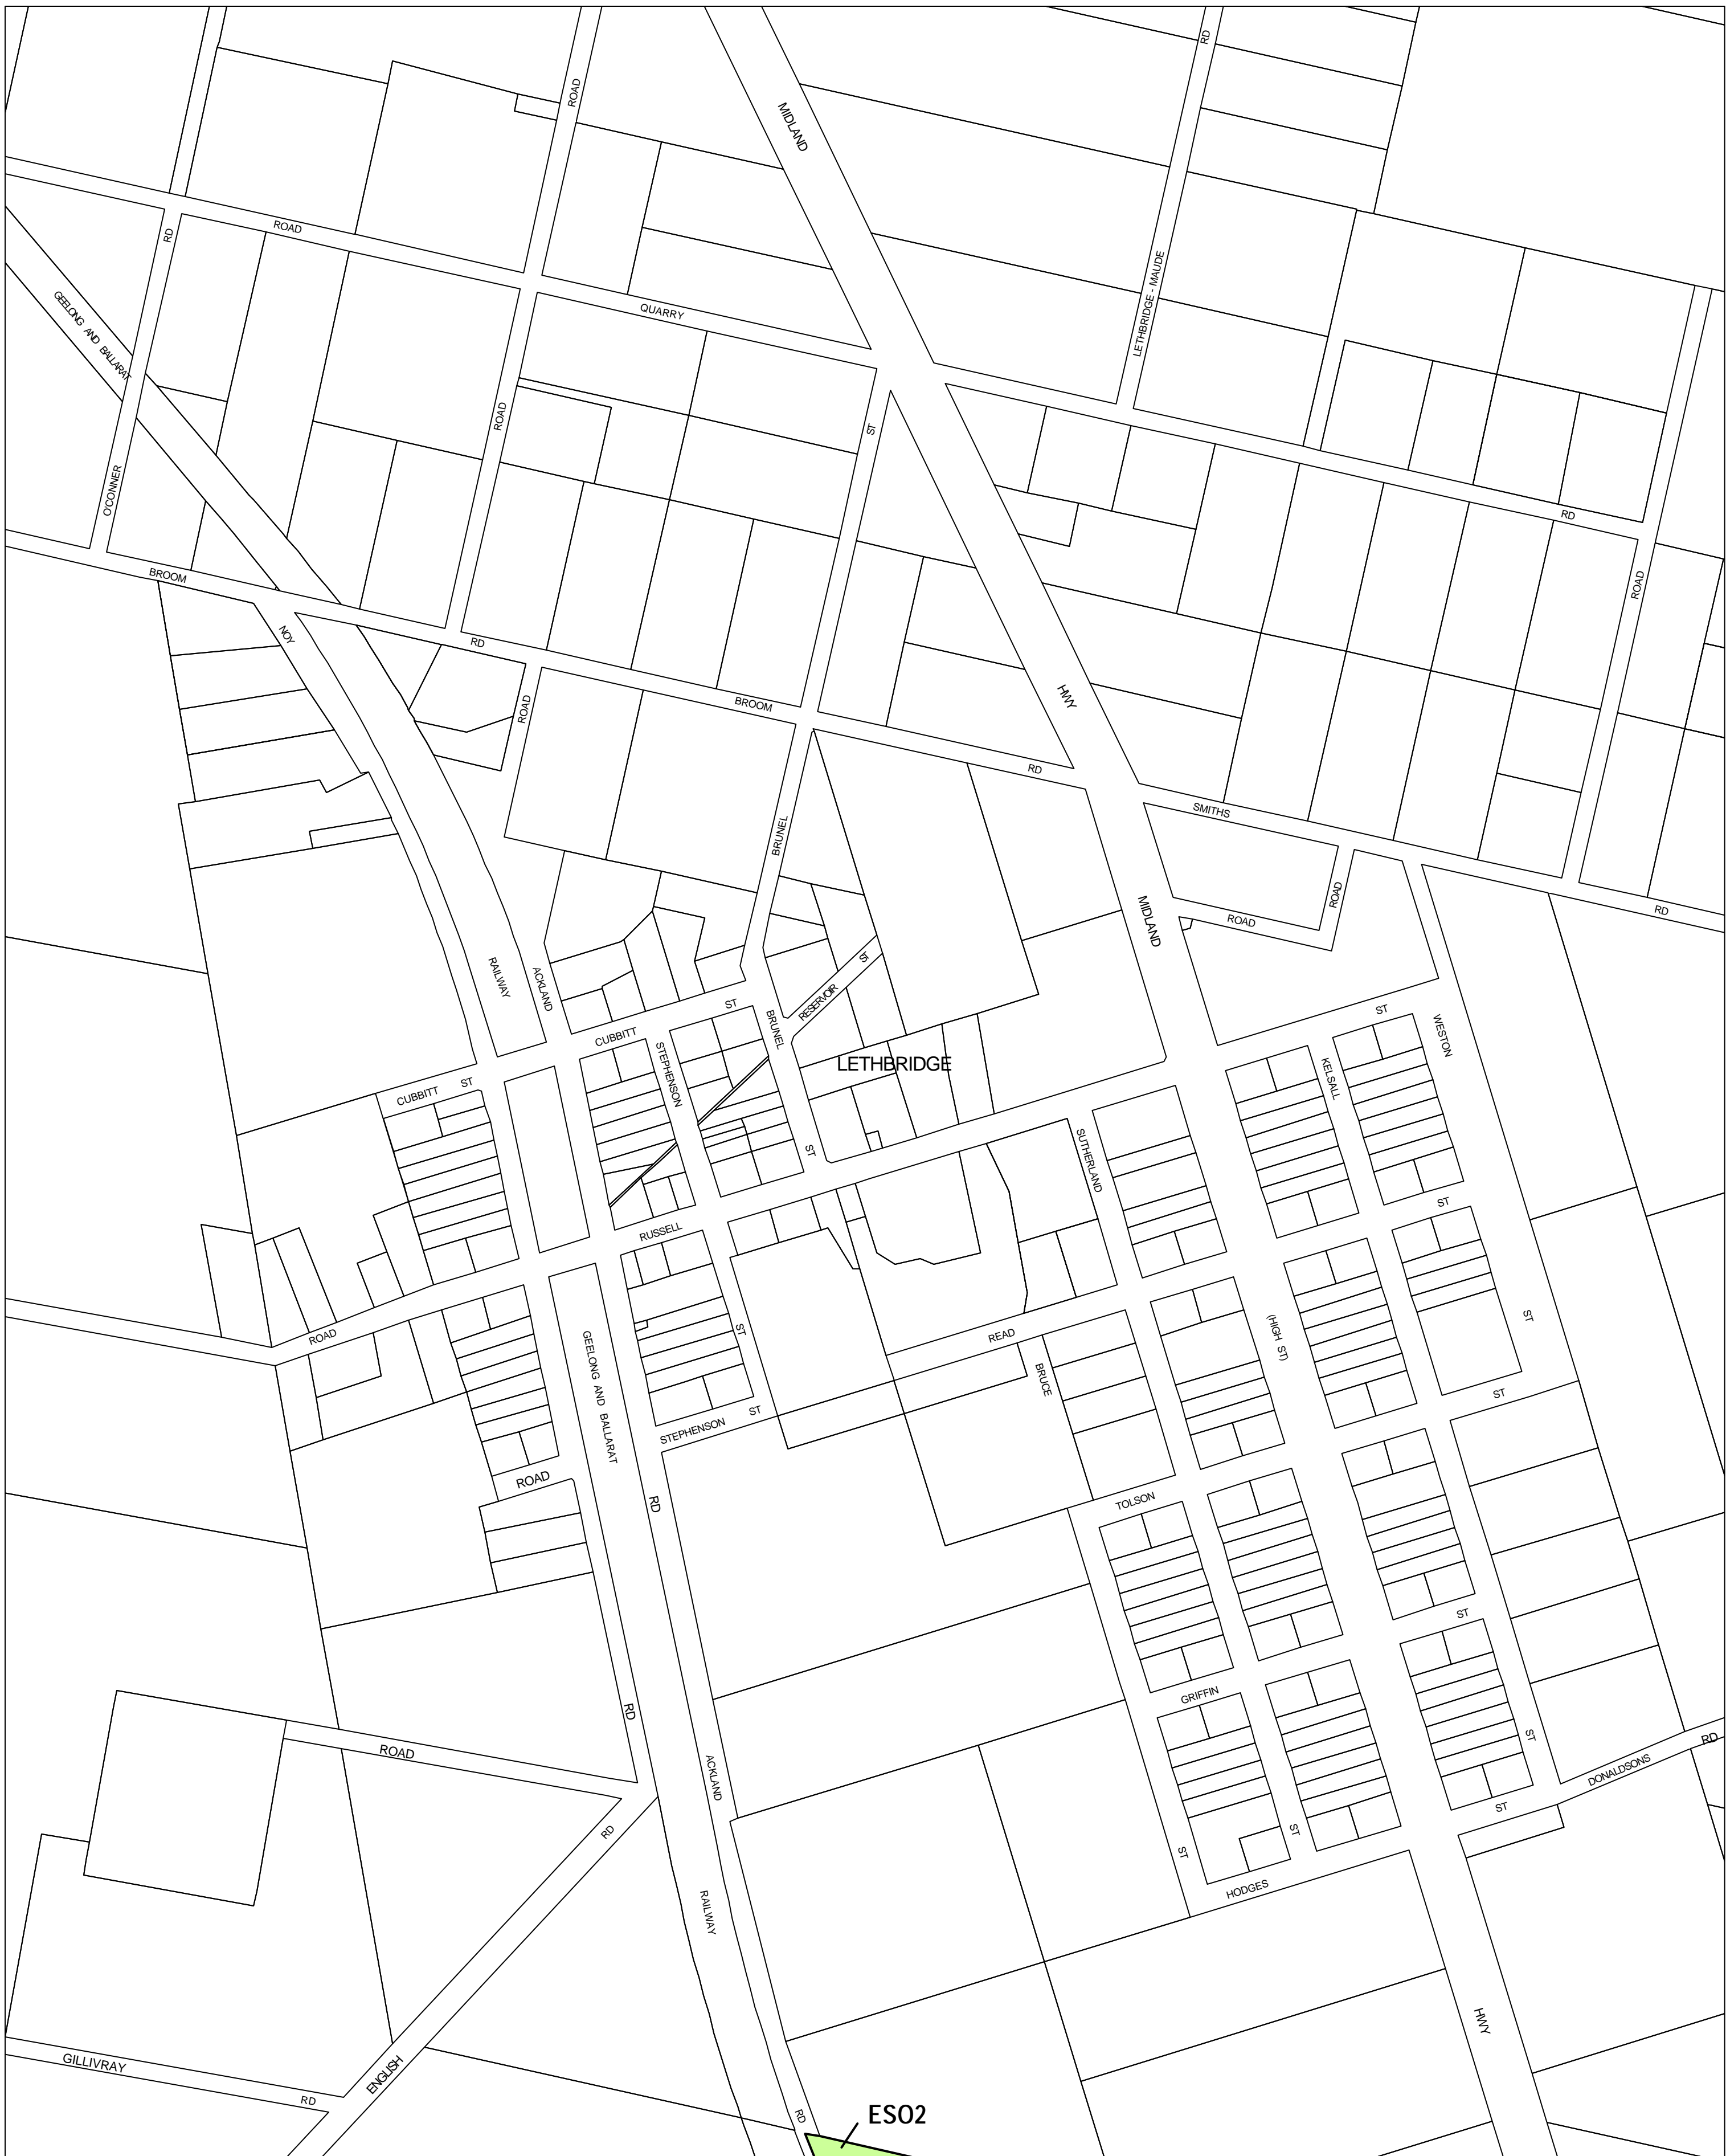 RD
ROAD
MIDLAND
ROAD
RD
QUARRY
LETHBRIDGE - MAUDE
GEELONG AND BALLARAT
ROAD
ST
O'CONNER
RD
BROOM
ROAD
NOY
RD
HWY
ROAD
BROOM
RD
SMITHS
BRUNEL
ROAD
ROAD
RD
MIDLAND
ST
RESERVOIR
RAILWAY
ACKLAND
ST
BRUNEL
CUBBITT
STEPHENSON
ST
WESTON
LETHBRIDGE
KELSALL
CUBBITT ST
SUTHERLAND
ST
ST
RUSSELL
ROAD
READ
ST
(HIGH ST)
ST
GEELONG AND BALLARAT
BRUCE
ST
STEPHENSON ST
ROAD
RD
TOLSON
ST
GRIFFIN
RD
ROAD
ACKLAND
ST
RD
DONALDSONS
ST
RD
ST
ST
HODGES
RAILWAY
HWY
GILLIVRAY
ENGLISH
RD
RD
ESO2